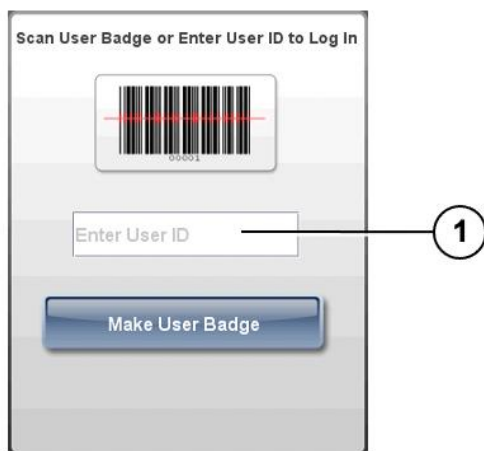 Scan User Badge or Enter User ID to Log In
00001
Enter User ID
1
Make User Badge